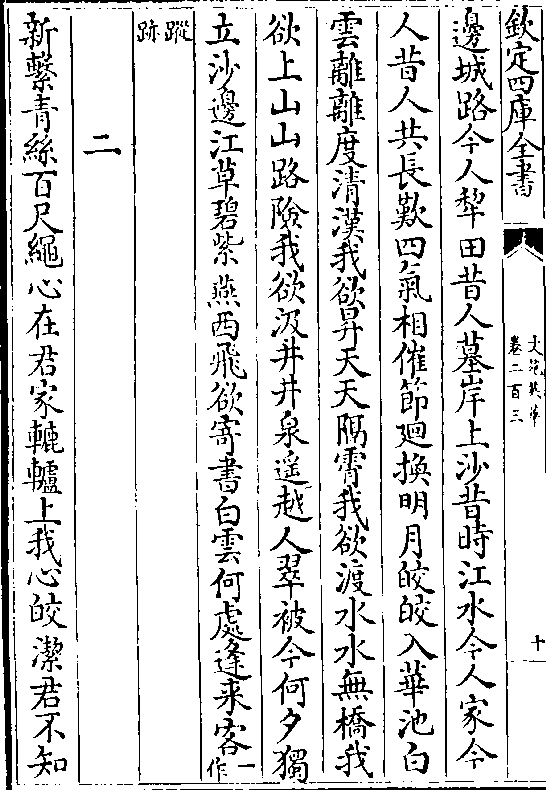 欽定四庫全書
文苑英華
卷二百三
十
邊城路今人犂田昔人墓岸上沙昔時江水今人家今
人昔人共長歎四氣相催節廻換明月皎皎入華池白
雲離離度清漢我欲昇天天隔霄我欲渡水水無橋我
欲上山山路險我欲汲井井泉遥越人翠被今何夕獨
立沙邊江草碧紫燕西飛欲寄書白雲何處逢来客一作
蹤跡
二
新繫青絲百尺繩心在君家轆轤上我心皎潔君不知